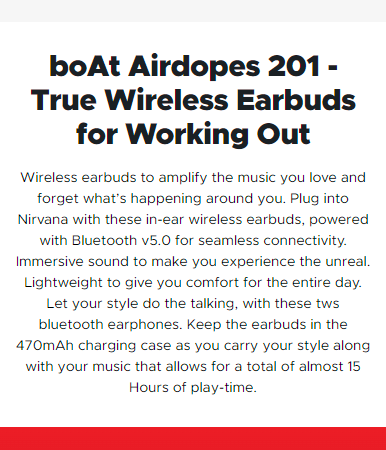 boAt Airdopes 201 -
True Wireless Earbuds
for Working Out
Wireless earbuds to amplify the music you love and
forget what's happening around you. Plug into
Nirvana with these in-ear wireless earbuds, powered
with Bluetooth v5.0 for seamless connectivity.
Immersive sound to make you experience the unreal.
Lightweight to give you comfort for the entire day.
Let your style do the talking, with these tws
bluetooth earphones. Keep the earbuds in the
470mAh charging case as you carry your style along
with your music that allows for a total of almost 15
Hours of play-time.